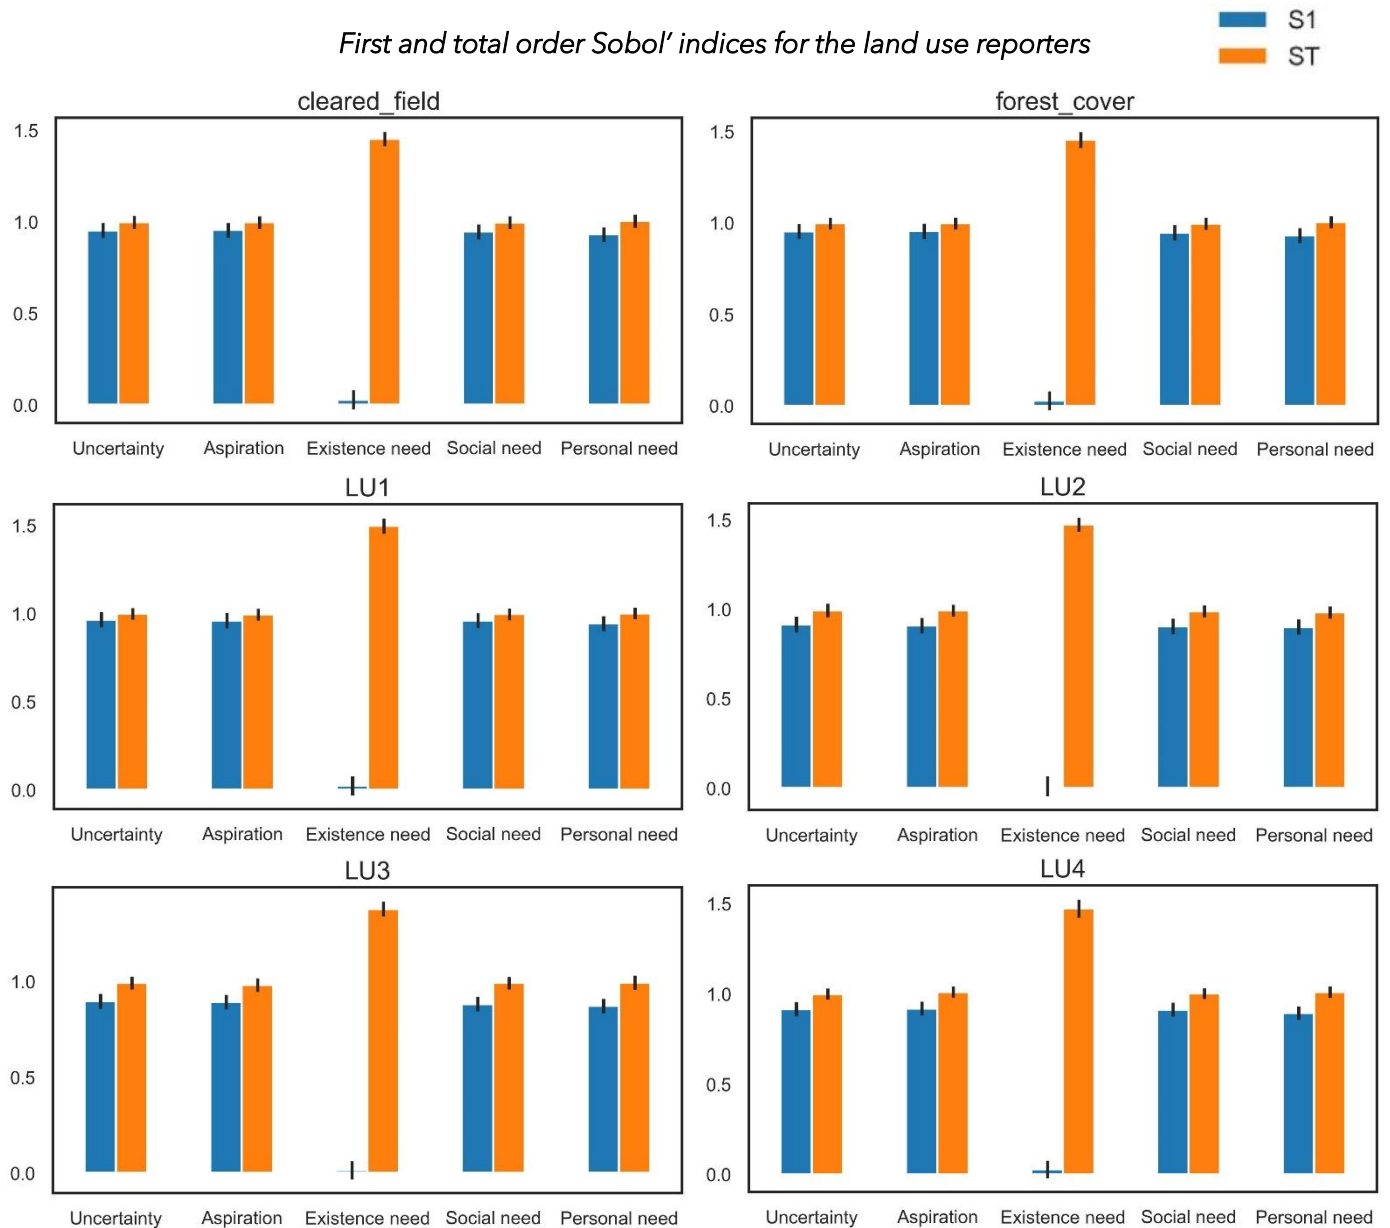 First and total order Sobol' indices for the land use reporters
S1
ST
cleared_field
1.5
1.0
0.5
0.0
Uncertainty Aspiration Existence need Social need Personal need
forest_cover
1.5
1.0
0.5
0.0
Uncertainty Aspiration Existence need Social need Personal need
LU1
1.5
1.0
0.5
0.0
Uncertainty Aspiration Existence need Social need Personal need
LU2
1.5
1.0
0.5
0.0
Uncertainty Aspiration Existence need Social need Personal need
LU3
1.0
0.5
0.0
Uncertainty Aspiration Existence need Social need Personal need
LU4
1.5
1.0
0.5
0.0
Uncertainty Aspiration Existence need Social need Personal need